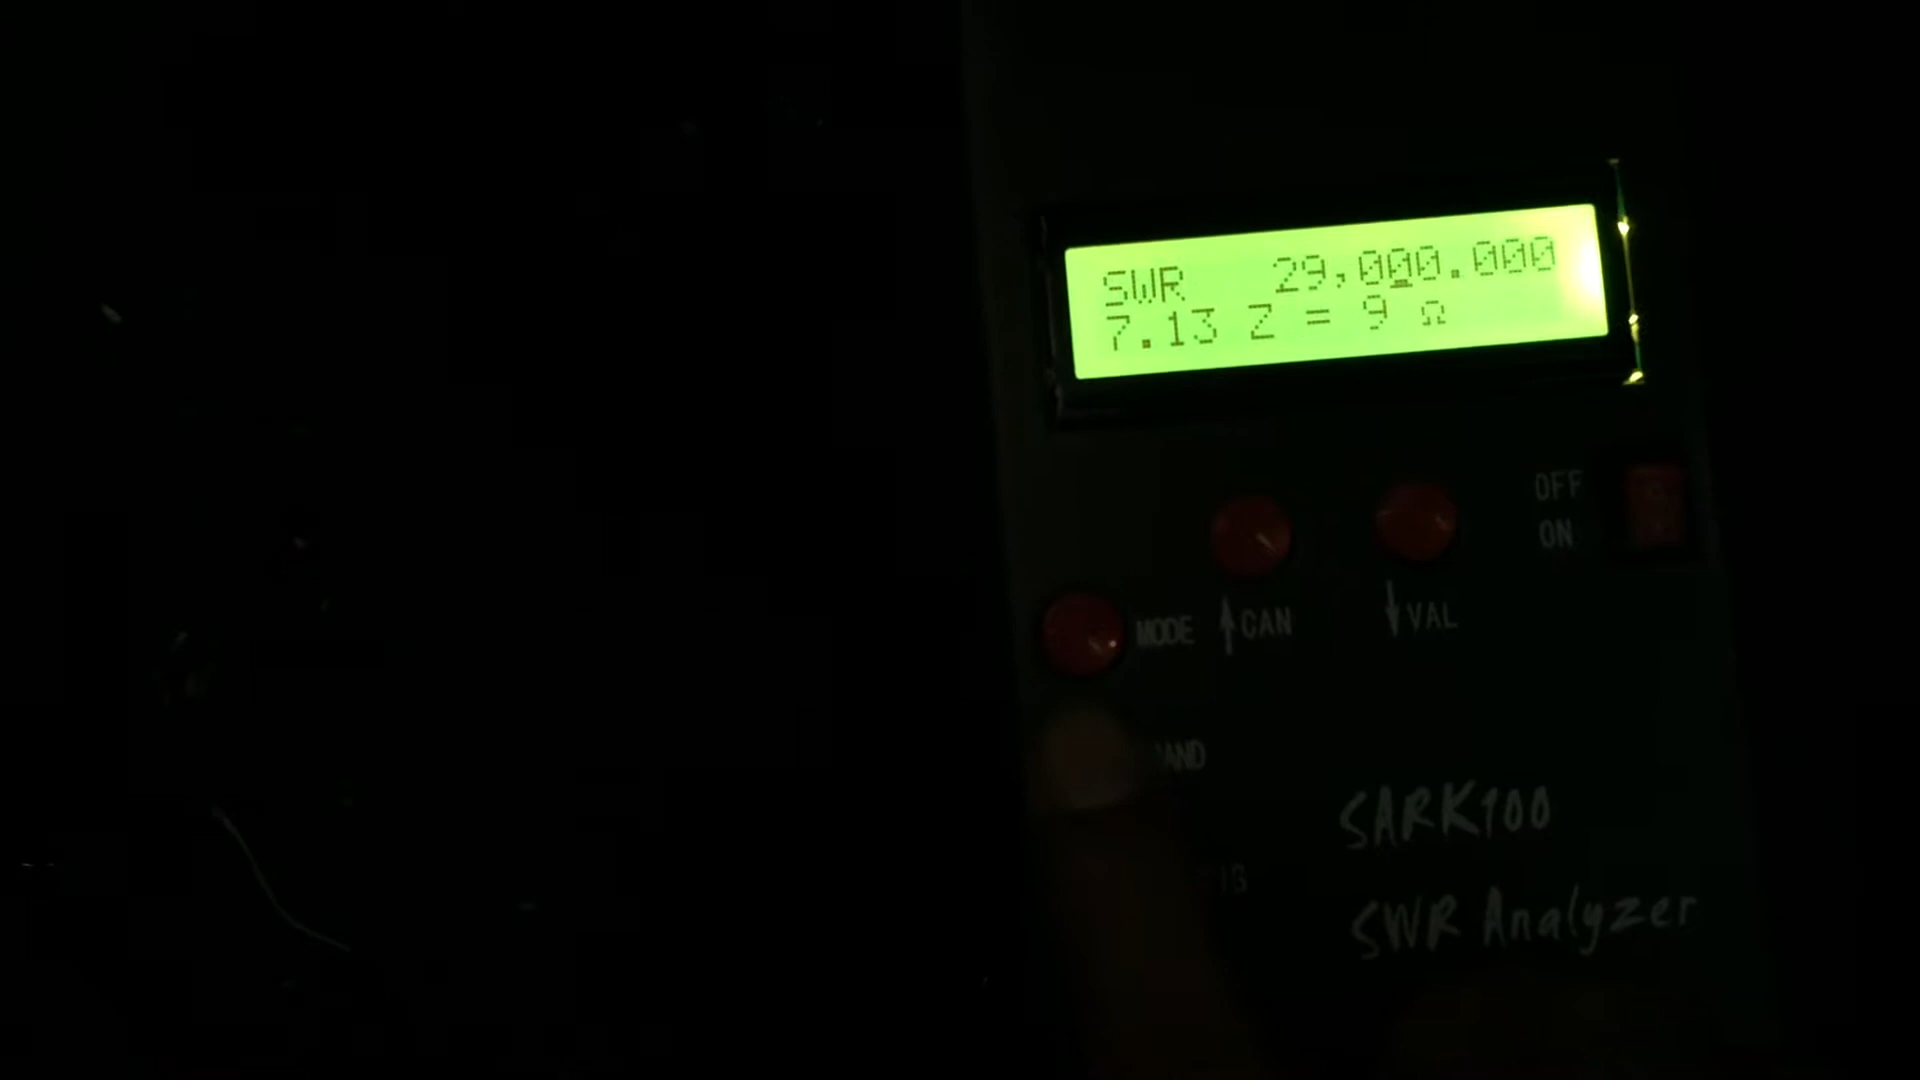 SWR 29,000.000
7.13 Z = 9 Ω
OFF
ON
MODE
↑CAN
↓VAL
SARK100
SWR Analyzer